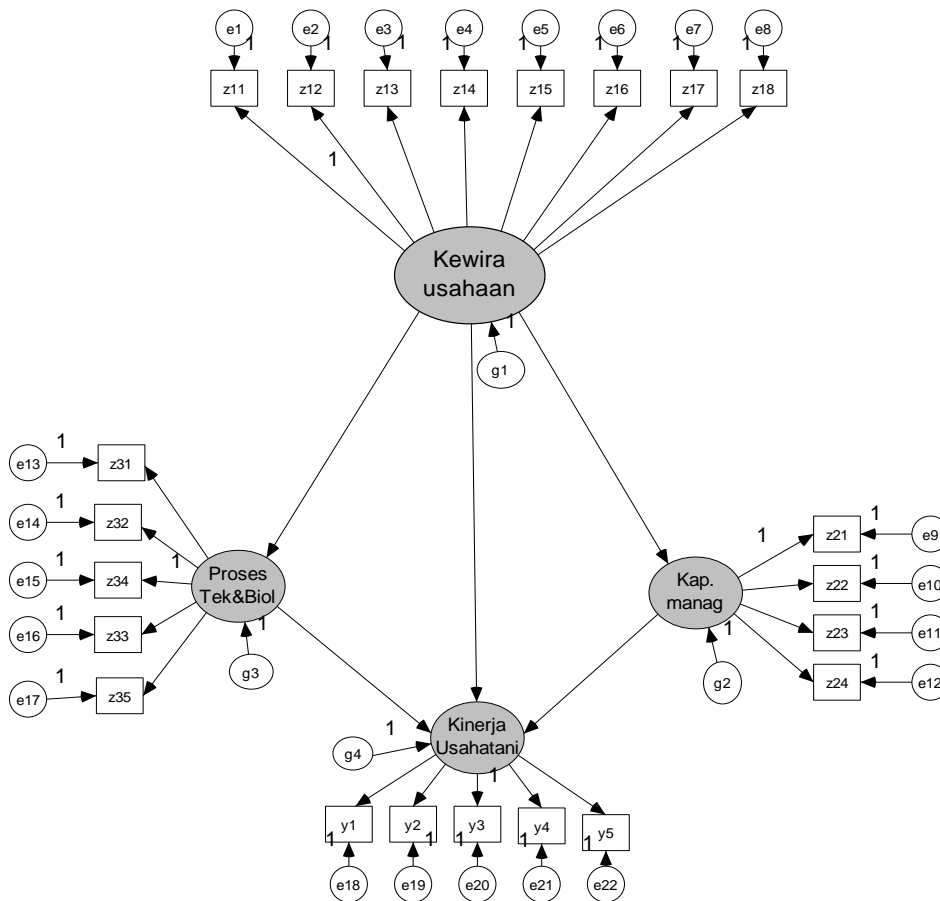 e1 e2 e3 e4 e5 e6 e7 e8
1 1 1 1 1 1 1 1
z11 z12 z13 z14 z15 z16 z17 z18
1
Kewira
usahaan
1
g1
1
e13 z31
1
e14 z32
1
e15 z34
1
1
e16 z33
1
e17 z35
Proses
Tek&Biol
1
g3
1
1
z21 e9
1
z22 e10
1
z23 e11
1
z24 e12
Kap.
manag
1
g2
Kinerja
Usahatani
1
g4
1
y1 y2 y3 y4 y5
1 1 1 1 1
e18 e19 e20 e21 e22